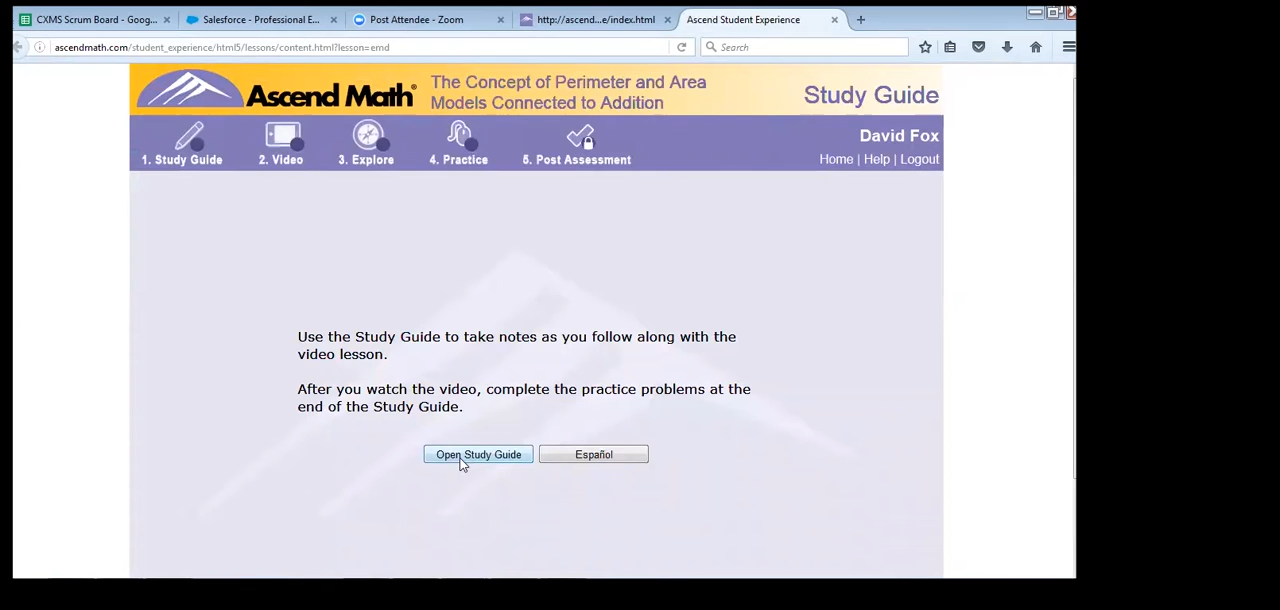 CXMS Scrum Board - Goog...
Salesforce - Professional E...
Post Attendee - Zoom
http://ascend...e/index.html
Ascend Student Experience
ascendmath.com/student_experience/html5/lessons/content.html?lesson=emd
Search
Ascend Math®
The Concept of Perimeter and Area
Models Connected to Addition
Study Guide
1. Study Guide
2. Video
3. Explore
4. Practice
5. Post Assessment
David Fox
Home | Help | Logout
Use the Study Guide to take notes as you follow along with the
video lesson.
After you watch the video, complete the practice problems at the
end of the Study Guide.
Open Study Guide
Español